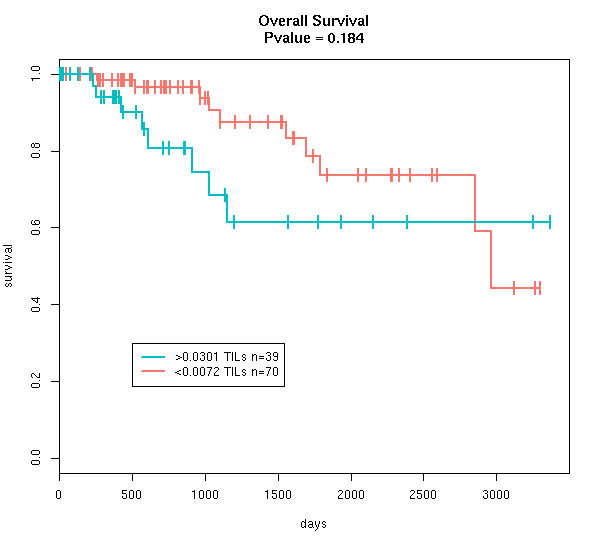 Overall Survival
Pvalue = 0.184
1.0
0.8
0.6
0.4
0.2
0.0
survival
>0.0301 TILs n=39
<0.0072 TILs n=70
0 500 1000 1500 2000 2500 3000
days